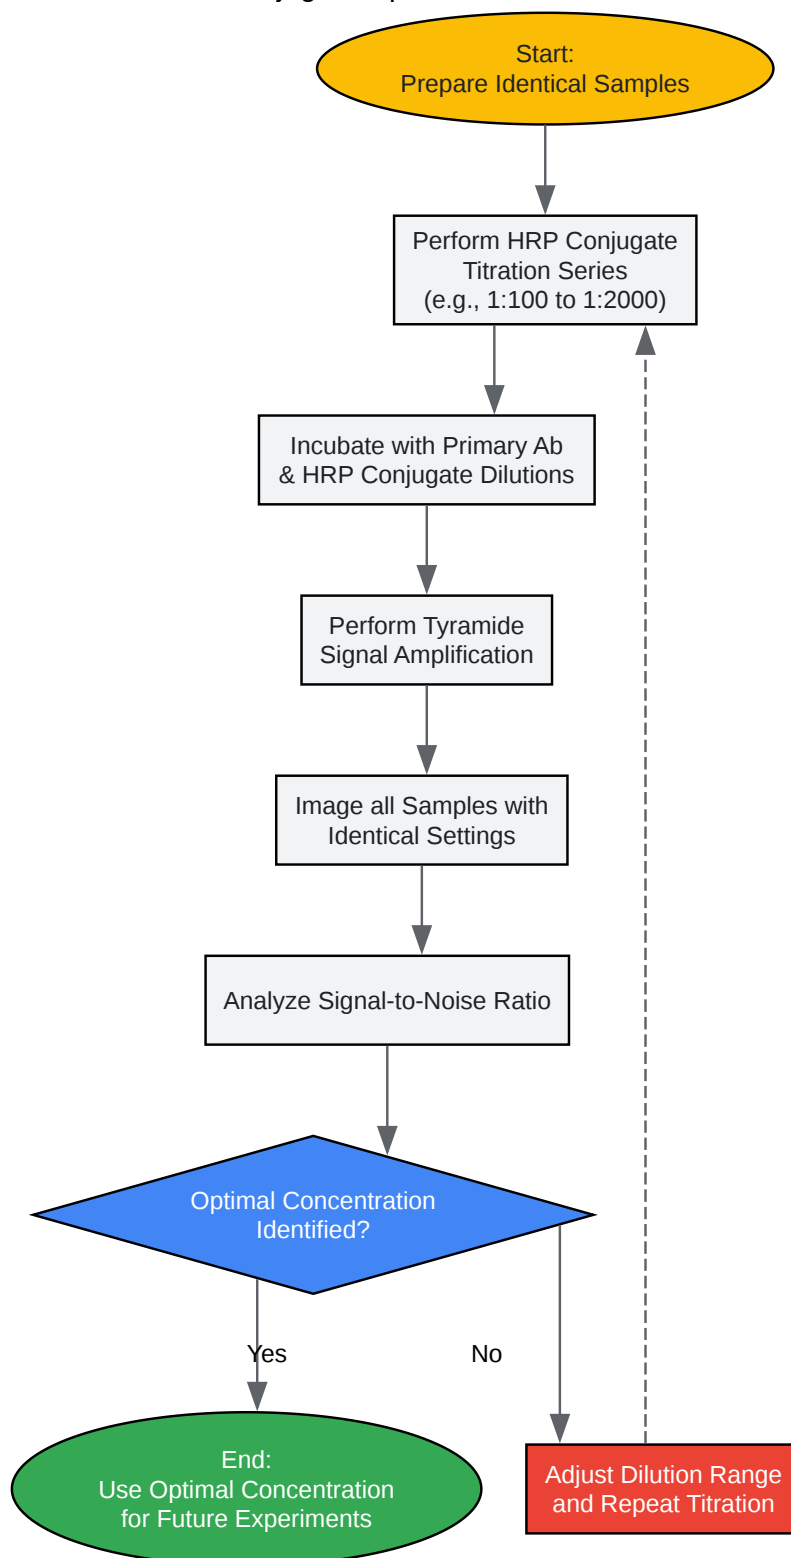 Start:
Prepare Identical Samples
Perform HRP Conjugate
Titration Series
(e.g., 1:100 to 1:2000)
Incubate with Primary Ab
& HRP Conjugate Dilutions
Perform Tyramide
Signal Amplification
Image all Samples with
Identical Settings
Analyze Signal-to-Noise Ratio
Optimal Concentration
Identified?
Yes
No
End:
Use Optimal Concentration
for Future Experiments
Adjust Dilution Range
and Repeat Titration